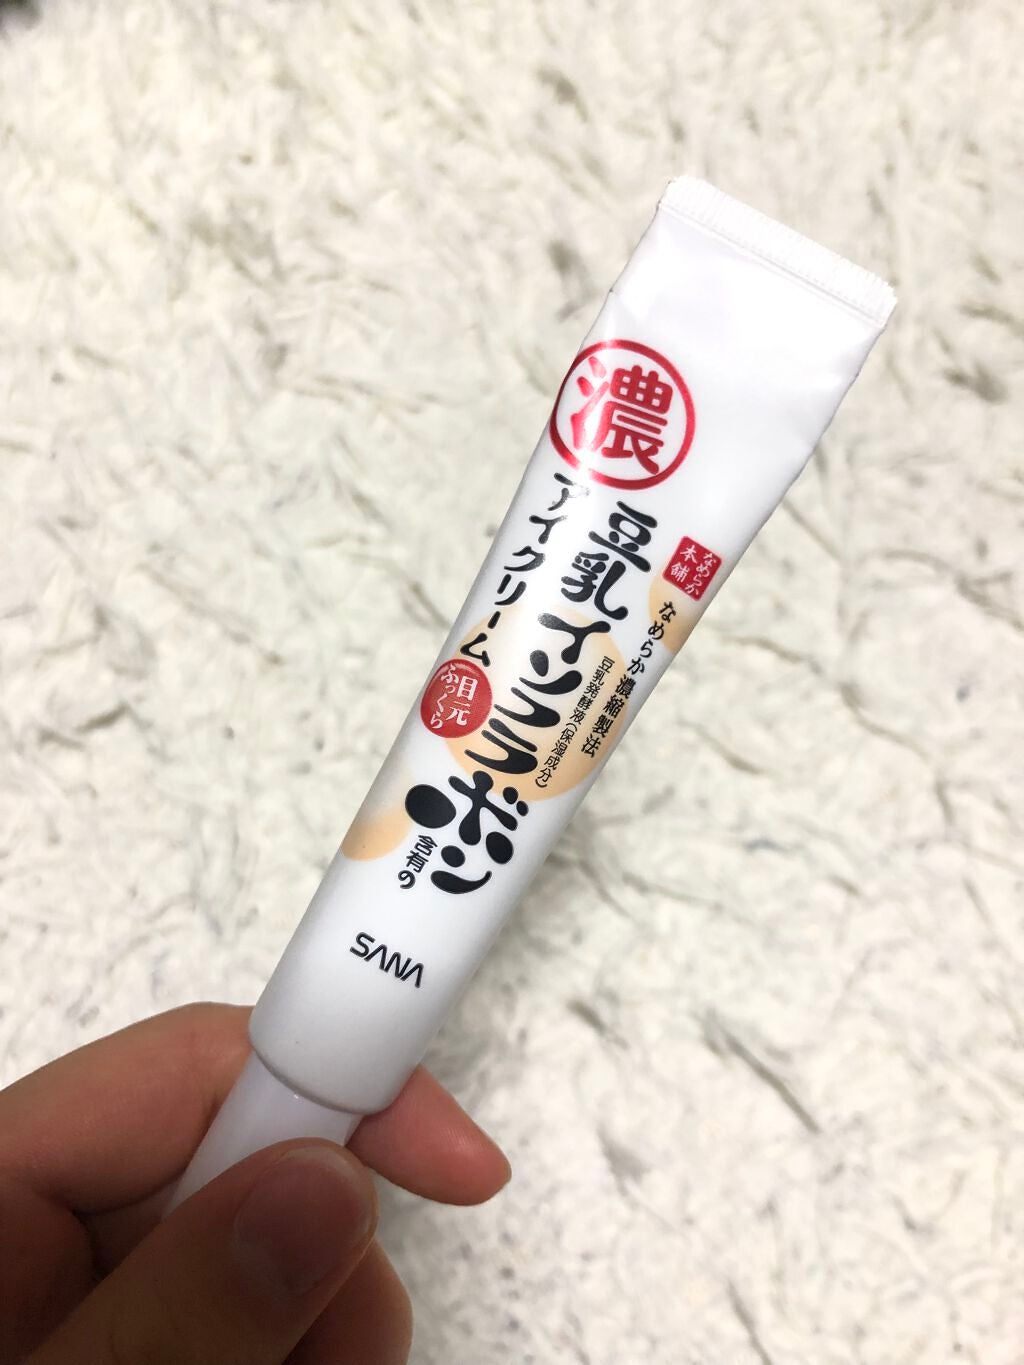 濃
なめらか
本舗
なめらか濃縮製法
豆乳発酵液(保湿成分)
豆乳イソフラボン
含有の
アイクリーム
目元
ふっくら
SANA